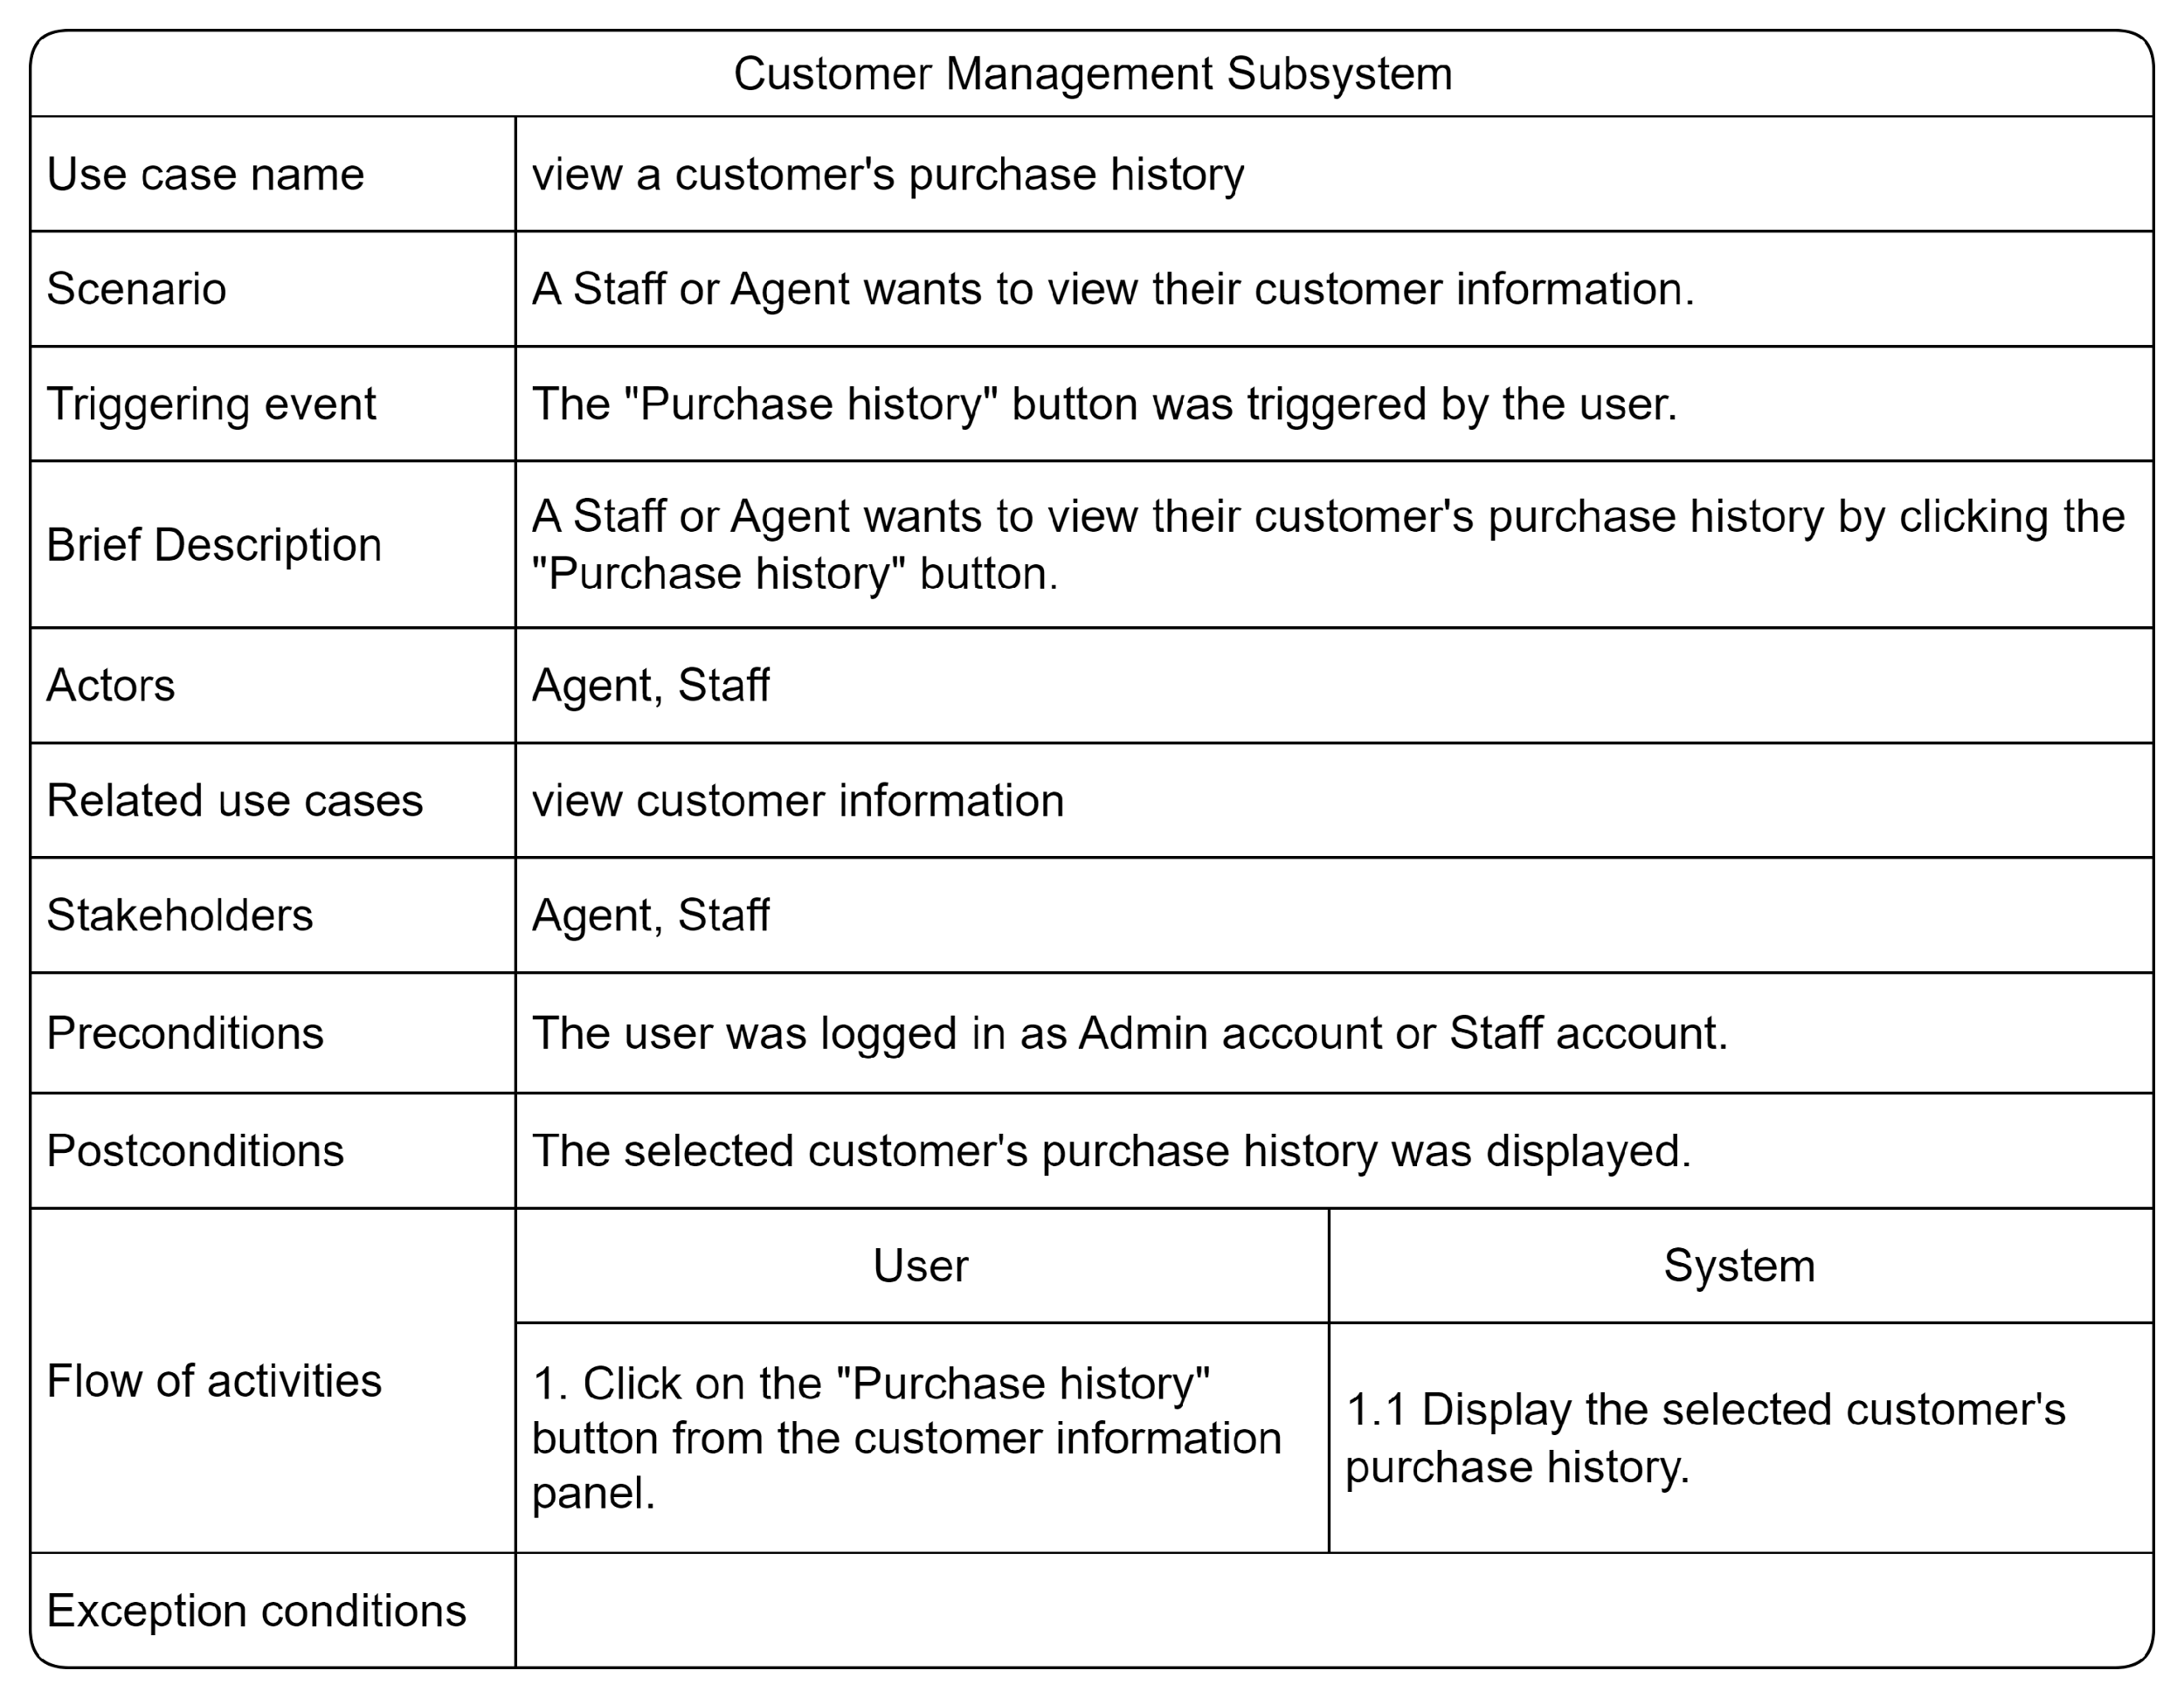 Customer Management Subsystem
Use case name
view a customer's purchase history
Scenario
A Staff or Agent wants to view their customer information.
Triggering event
The "Purchase history" button was triggered by the user.
Brief Description
A Staff or Agent wants to view their customer's purchase history by clicking the
"Purchase history" button.
Actors
Agent, Staff
Related use cases
view customer information
Stakeholders
Agent, Staff
Preconditions
The user was logged in as Admin account or Staff account.
Postconditions
The selected customer's purchase history was displayed.
Flow of activities
User
System
1. Click on the "Purchase history"
button from the customer information
panel.
1.1 Display the selected customer's
purchase history.
Exception conditions